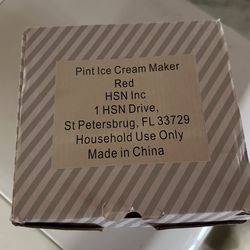 Pint Ice Cream Maker
Red
HSN Inc
1 HSN Drive,
St Petersbrug, FL 33729
Household Use Only
Made in China